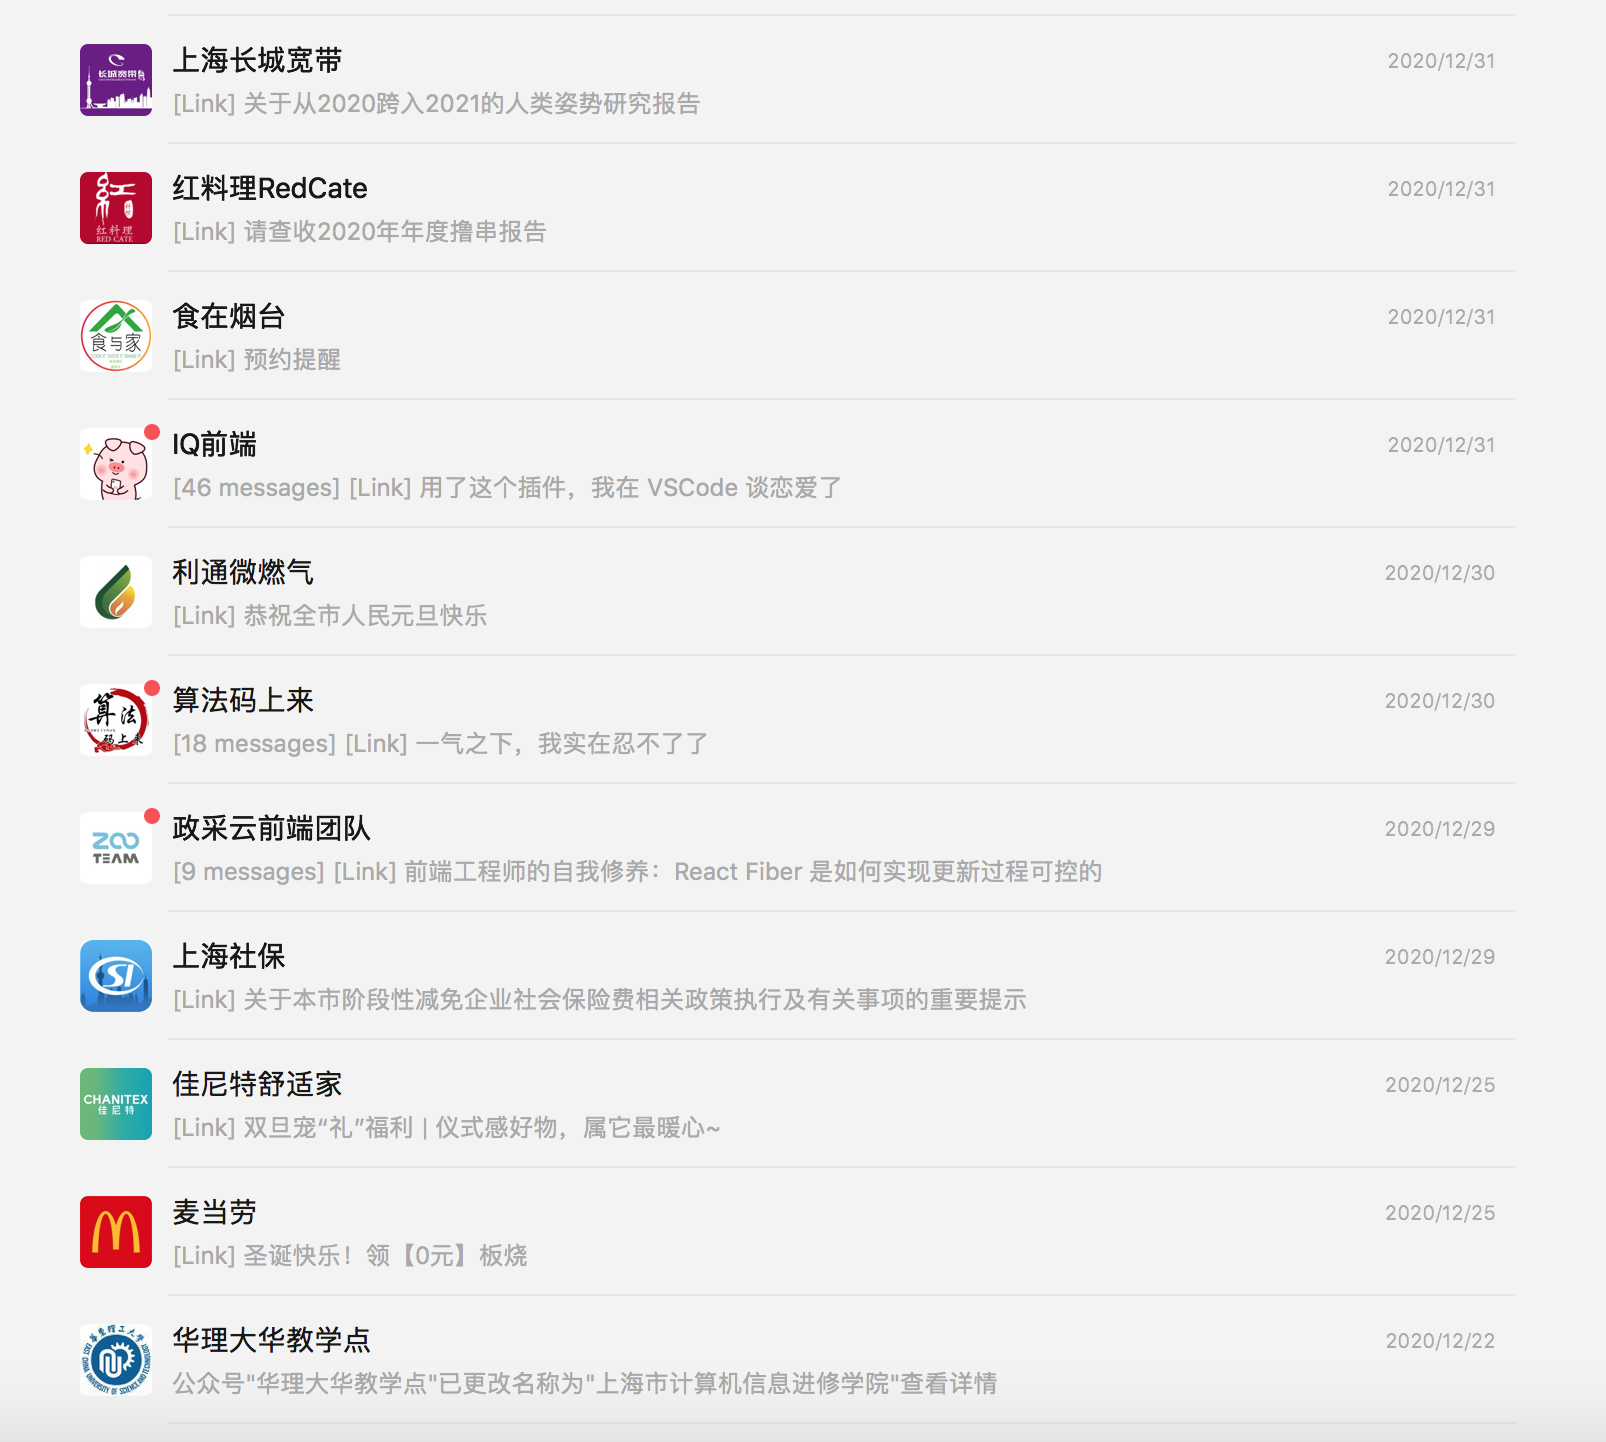 上海长城宽带
2020/12/31
[Link] 关于从2020跨入2021的人类姿势研究报告
长城宽带
红料理RedCate
2020/12/31
[Link] 请查收2020年年度撸串报告
红
红料理
RED CATE
食在烟台
2020/12/31
[Link] 预约提醒
食与家
IQ前端
2020/12/31
[46 messages] [Link] 用了这个插件，我在 VSCode 谈恋爱了
利通微燃气
2020/12/30
[Link] 恭祝全市人民元旦快乐
算法码上来
2020/12/30
[18 messages] [Link] 一气之下，我实在忍不了了
算法
码上来
政采云前端团队
2020/12/29
[9 messages] [Link] 前端工程师的自我修养：React Fiber 是如何实现更新过程可控的
ZOO
TEAM
上海社保
2020/12/29
[Link] 关于本市阶段性减免企业社会保险费相关政策执行及有关事项的重要提示
SI
佳尼特舒适家
2020/12/25
[Link] 双旦宠“礼”福利 | 仪式感好物，属它最暖心~
CHANITEX
佳尼特
麦当劳
2020/12/25
[Link] 圣诞快乐！领【0元】板烧
华理大华教学点
2020/12/22
公众号"华理大华教学点"已更改名称为"上海市计算机信息进修学院"查看详情
华东理工大学
EAST CHINA UNIVERSITY OF SCIENCE AND TECHNOLOGY